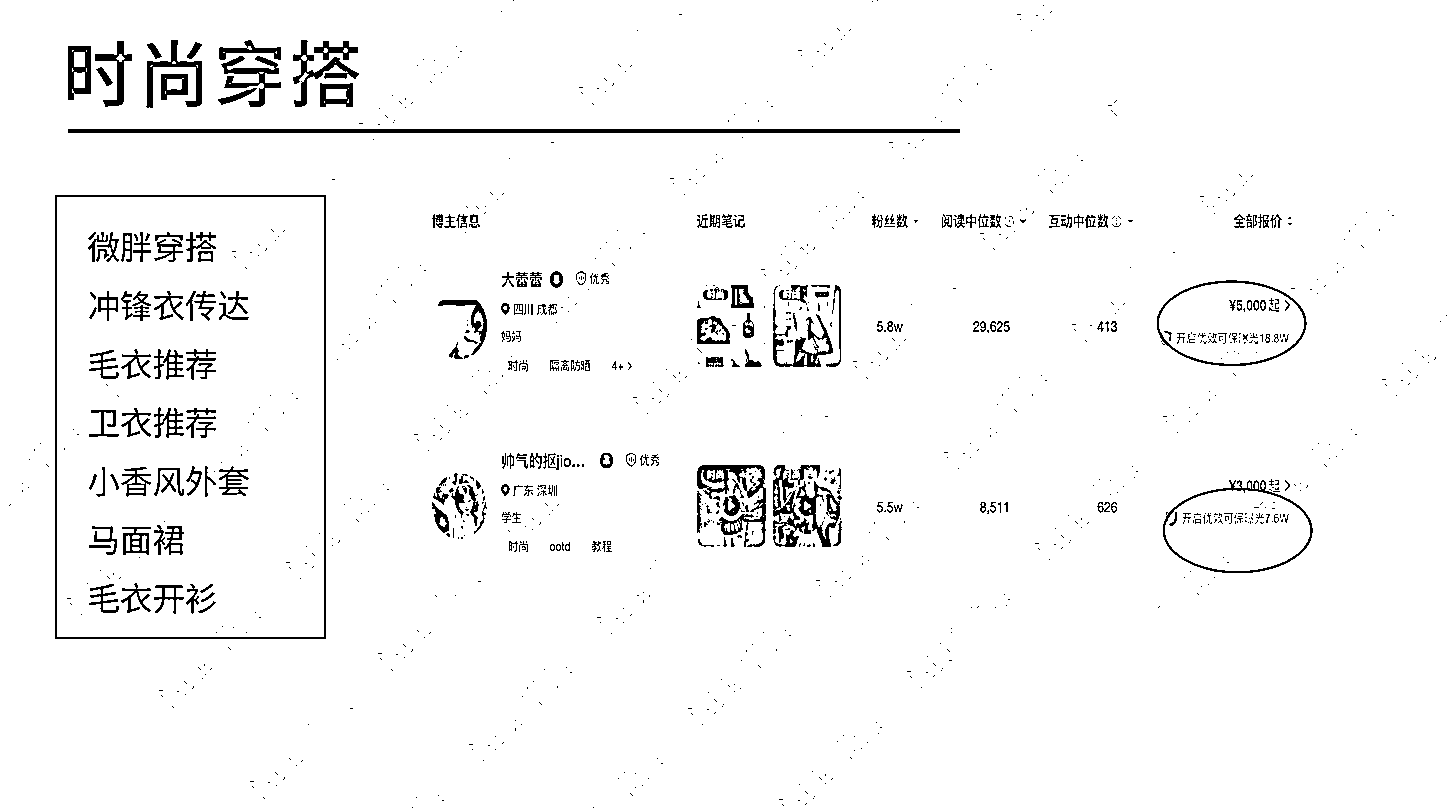 时尚穿搭
微胖穿搭
冲锋衣传达
毛衣推荐
卫衣推荐
小香风外套
马面裙
毛衣开衫
博主信息 近期笔记 粉丝数 阅读中位数 互动中位数 全部报价
大蕾蕾 优秀
四川 成都
妈妈
时尚 隔离防晒 4+ >
5.8w 29,625 413
¥5,000起 >
开启优效可保曝光18.8W
帅气的抠jio... 优秀
广东 深圳
学生
时尚 ootd 教程
5.5w 8,511 626
¥3,000起 >
开启优效可保曝光7.6W